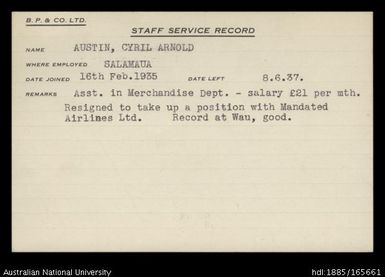 B. P. & CO. LTD.
STAFF SERVICE RECORD
NAME AUSTIN, CYRIL ARNOLD
WHERE EMPLOYED SALAMAUA
DATE JOINED 16th Feb.1935 DATE LEFT 8.6.37.
REMARKS Asst. in Merchandise Dept. - salary £21 per mth.
Resigned to take up a position with Mandated
Airlines Ltd. Record at Wau, good.
Australian National University
hdl:1885/165661